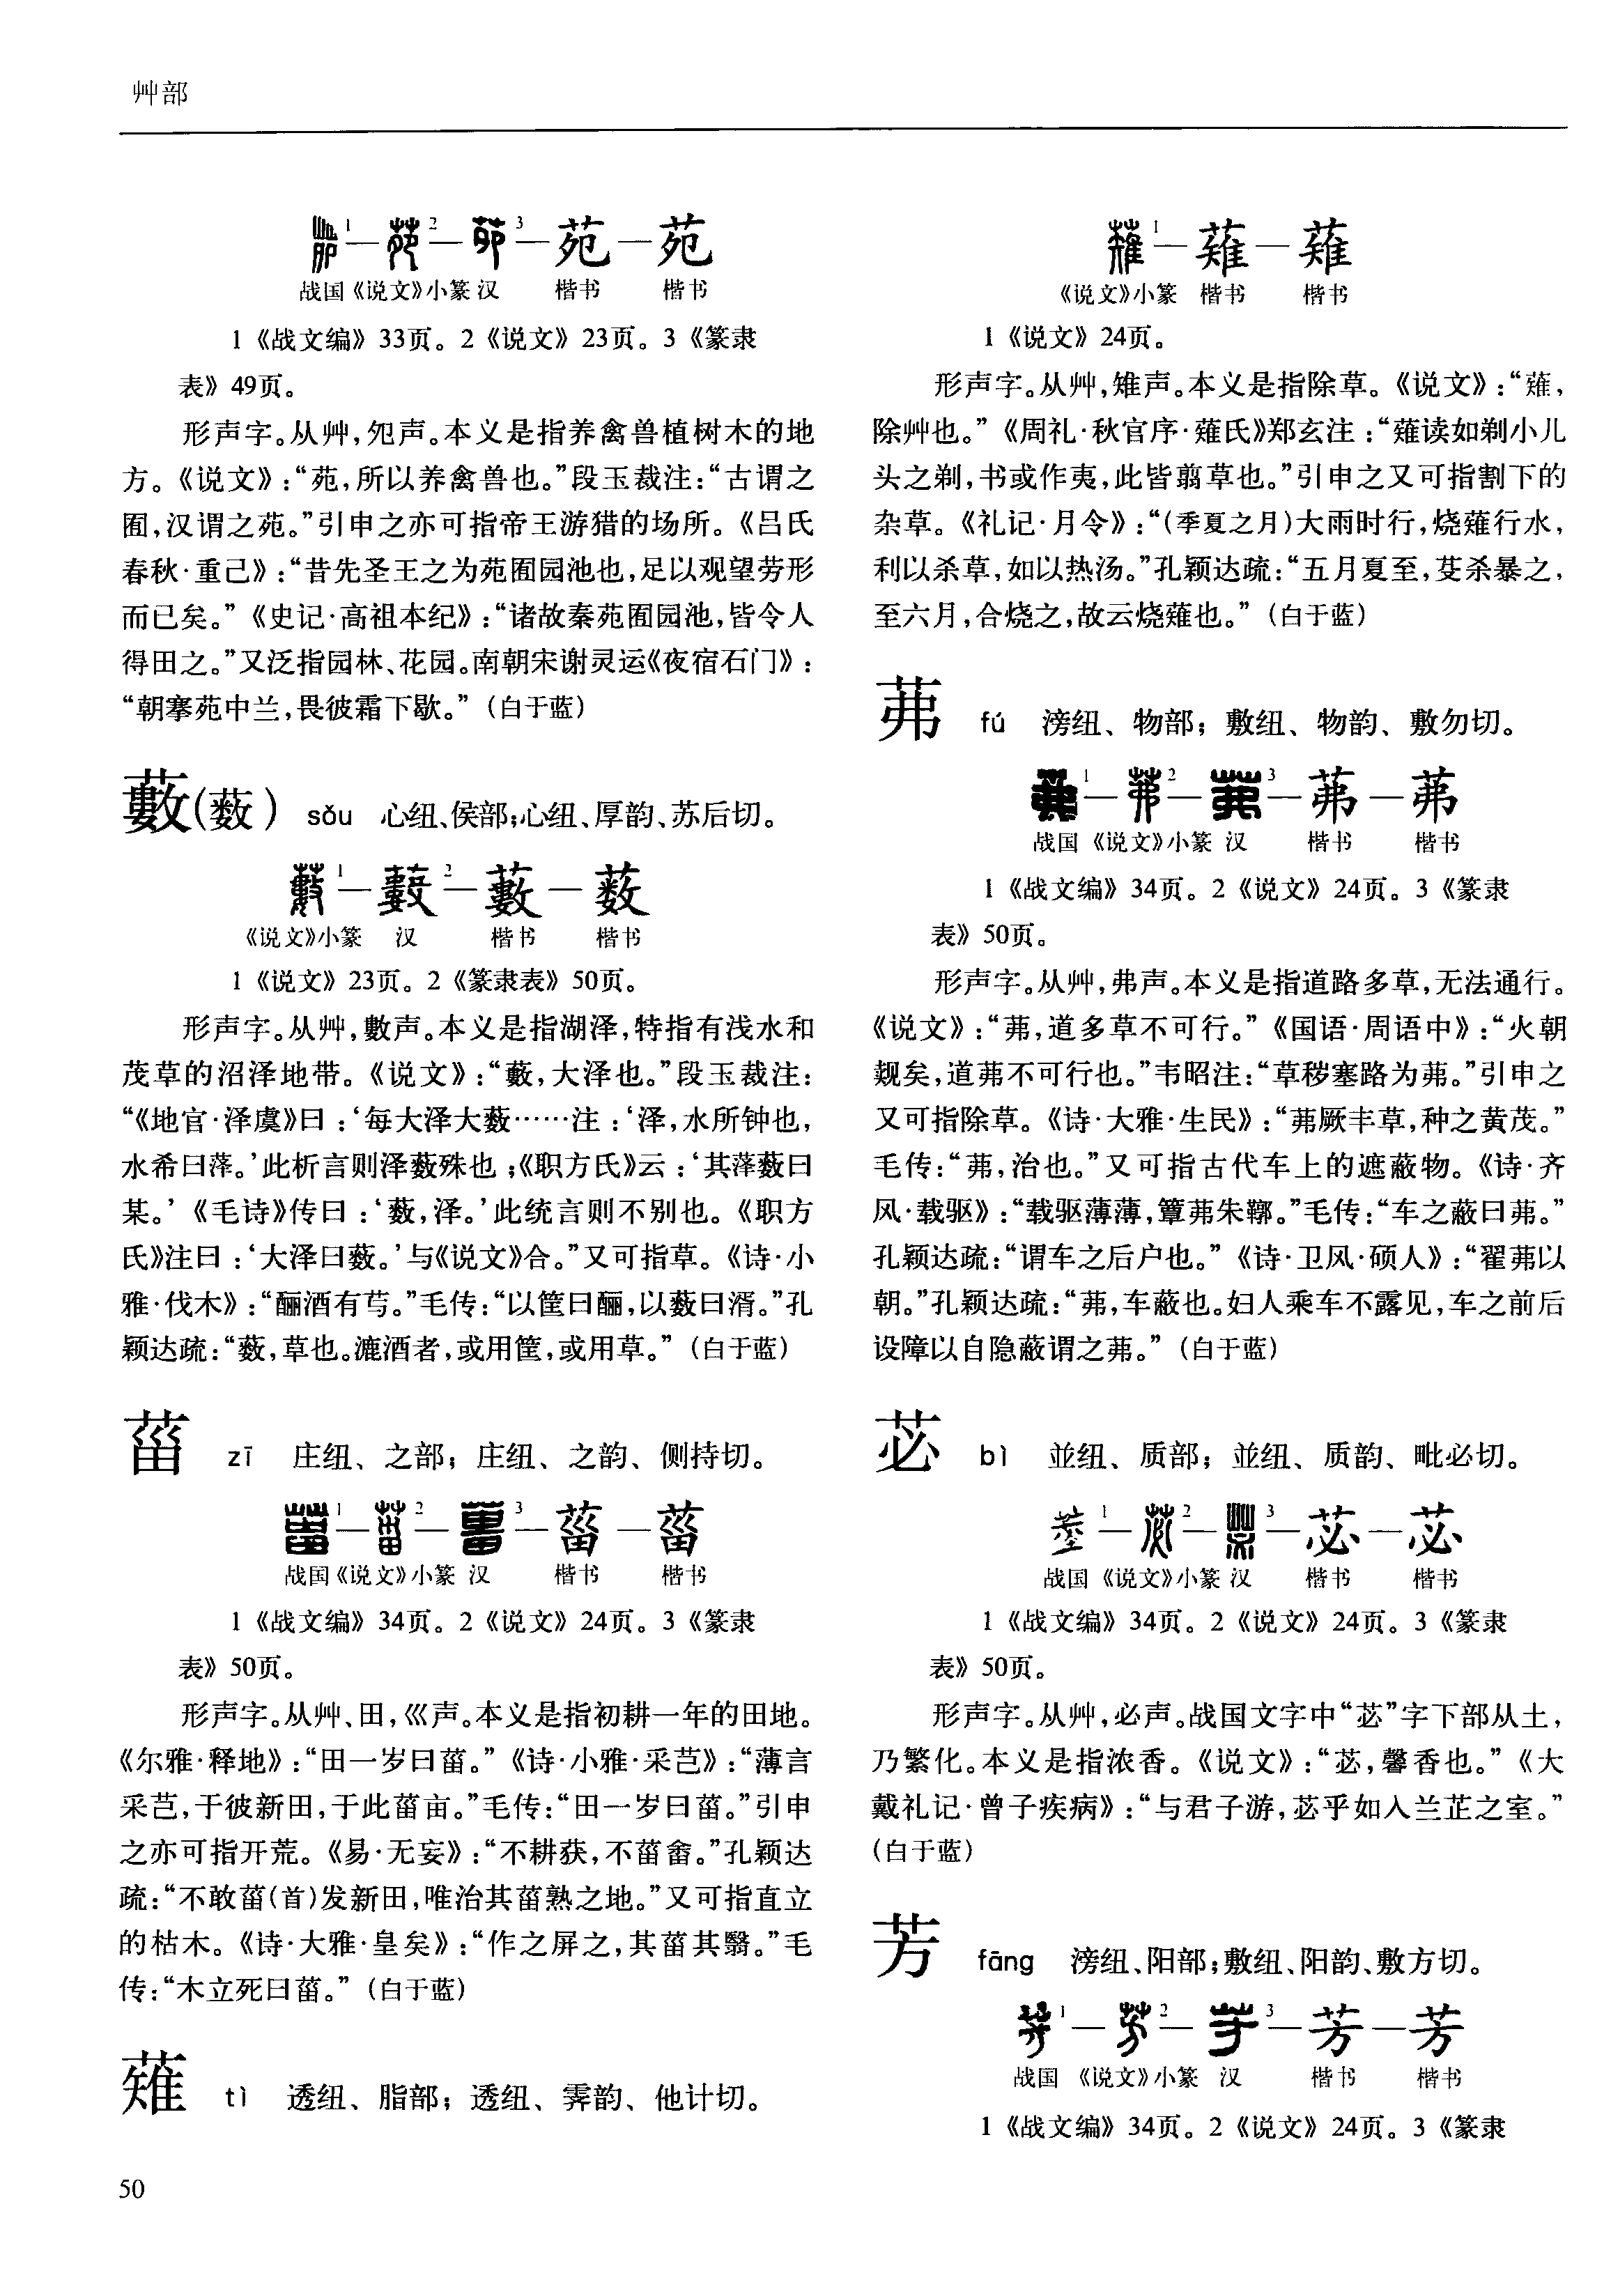 艸部
1—2—3—苑—苑
战国《说文》小篆 汉 楷书 楷书
1《战文编》33页。2《说文》23页。3《篆隶
表》49页。
形声字。从艸,夗声。本义是指养禽兽植树木的地
方。《说文》:“苑,所以养禽兽也。”段玉裁注:“古谓之
囿,汉谓之苑。”引申之亦可指帝王游猎的场所。《吕氏
春秋·重己》:“昔先圣王之为苑囿园池也,足以观望劳形
而已矣。”《史记·高祖本纪》:“诸故秦苑囿园池,皆令人
得田之。”又泛指园林、花园。南朝宋谢灵运《夜宿石门》:
“朝搴苑中兰,畏彼霜下歇。”(白于蓝)
藪(薮) sǒu 心纽、侯部;心纽、厚韵、苏后切。
1—2—藪—薮
《说文》小篆 汉 楷书 楷书
1《说文》23页。2《篆隶表》50页。
形声字。从艸,數声。本义是指湖泽,特指有浅水和
茂草的沼泽地带。《说文》:“藪,大泽也。”段玉裁注:
“《地官·泽虞》曰:‘每大泽大薮……注:‘泽,水所钟也,
水希曰萚。’此析言则泽薮殊也;《职方氏》云:‘其萚薮曰
某。’《毛诗》传曰:‘薮,泽。’此统言则不别也。《职方
氏》注曰:‘大泽曰薮。’与《说文》合。”又可指草。《诗·小
雅·伐木》:“酾酒有芎。”毛传:“以筐曰酾,以薮曰湑。”孔
颖达疏:“薮,草也。漉酒者,或用筐,或用草。”(白于蓝)
菑 zī 庄纽、之部;庄纽、之韵、侧持切。
1—2—3—菑—菑
战国《说文》小篆 汉 楷书 楷书
1《战文编》34页。2《说文》24页。3《篆隶
表》50页。
形声字。从艸、田,巛声。本义是指初耕一年的田地。
《尔雅·释地》:“田一岁曰菑。”《诗·小雅·采芑》:“薄言
采芑,于彼新田,于此菑亩。”毛传:“田一岁曰菑。”引申
之亦可指开荒。《易·无妄》:“不耕获,不菑畲。”孔颖达
疏:“不敢菑(首)发新田,唯治其菑熟之地。”又可指直立
的枯木。《诗·大雅·皇矣》:“作之屏之,其菑其翳。”毛
传:“木立死曰菑。”(白于蓝)
薙 tì 透纽、脂部;透纽、霁韵、他计切。
50
1—薙—薙
《说文》小篆 楷书 楷书
1《说文》24页。
形声字。从艸,雉声。本义是指除草。《说文》:“薙,
除艸也。”《周礼·秋官序·薙氏》郑玄注:“薙读如剃小儿
头之剃,书或作夷,此皆翦草也。”引申之又可指割下的
杂草。《礼记·月令》:“(季夏之月)大雨时行,烧薙行水,
利以杀草,如以热汤。”孔颖达疏:“五月夏至,芟杀暴之,
至六月,合烧之,故云烧薙也。”(白于蓝)
茀 fú 滂纽、物部;敷纽、物韵、敷勿切。
1—2—3—茀—茀
战国 《说文》小篆 汉 楷书 楷书
1《战文编》34页。2《说文》24页。3《篆隶
表》50页。
形声字。从艸,弗声。本义是指道路多草,无法通行。
《说文》:“茀,道多草不可行。”《国语·周语中》:“火朝
觌矣,道茀不可行也。”韦昭注:“草秽塞路为茀。”引申之
又可指除草。《诗·大雅·生民》:“茀厥丰草,种之黄茂。”
毛传:“茀,治也。”又可指古代车上的遮蔽物。《诗·齐
风·载驱》:“载驱薄薄,簟茀朱鞹。”毛传:“车之蔽曰茀。”
孔颖达疏:“谓车之后户也。”《诗·卫风·硕人》:“翟茀以
朝。”孔颖达疏:“茀,车蔽也。妇人乘车不露见,车之前后
设障以自隐蔽谓之茀。”(白于蓝)
苾 bì 並纽、质部;並纽、质韵、毗必切。
1—2—3—苾—苾
战国 《说文》小篆 汉 楷书 楷书
1《战文编》34页。2《说文》24页。3《篆隶
表》50页。
形声字。从艸,必声。战国文字中“苾”字下部从土,
乃繁化。本义是指浓香。《说文》:“苾,馨香也。”《大
戴礼记·曾子疾病》:“与君子游,苾乎如入兰芷之室。”
(白于蓝)
芳 fāng 滂纽、阳部;敷纽、阳韵、敷方切。
1—2—3—芳—芳
战国 《说文》小篆 汉 楷书 楷书
1《战文编》34页。2《说文》24页。3《篆隶